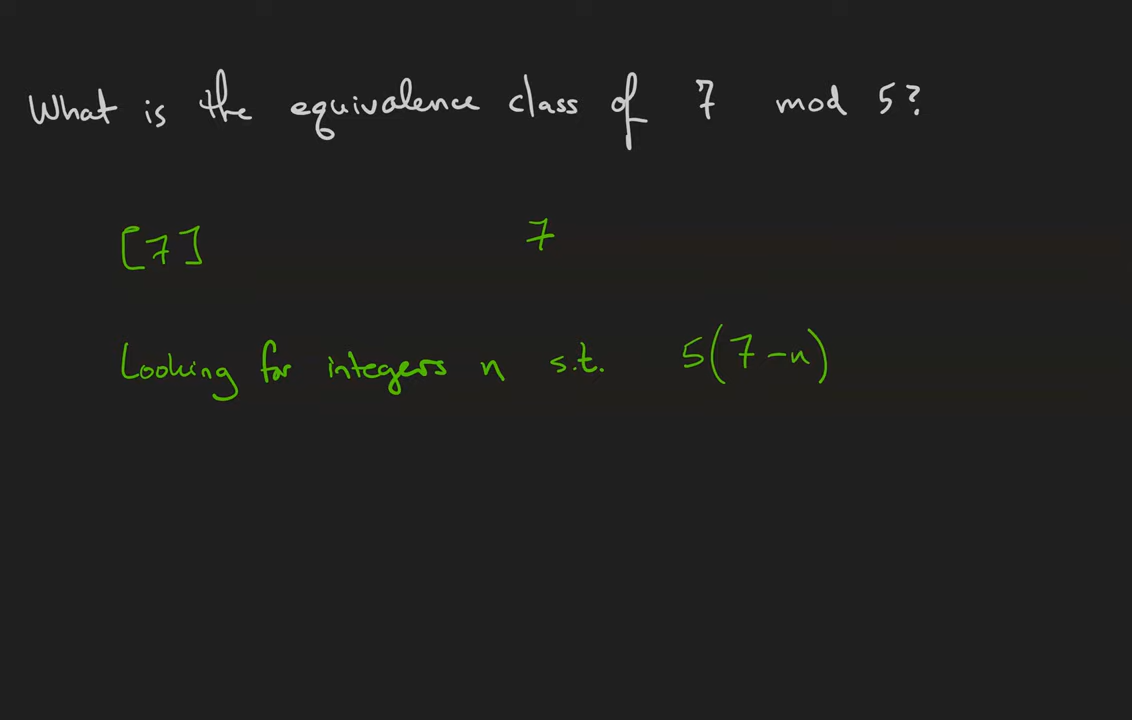 What is the equivalence class of 7 mod 5?
[7] 7
Looking for integers n s.t. 5(7-n)